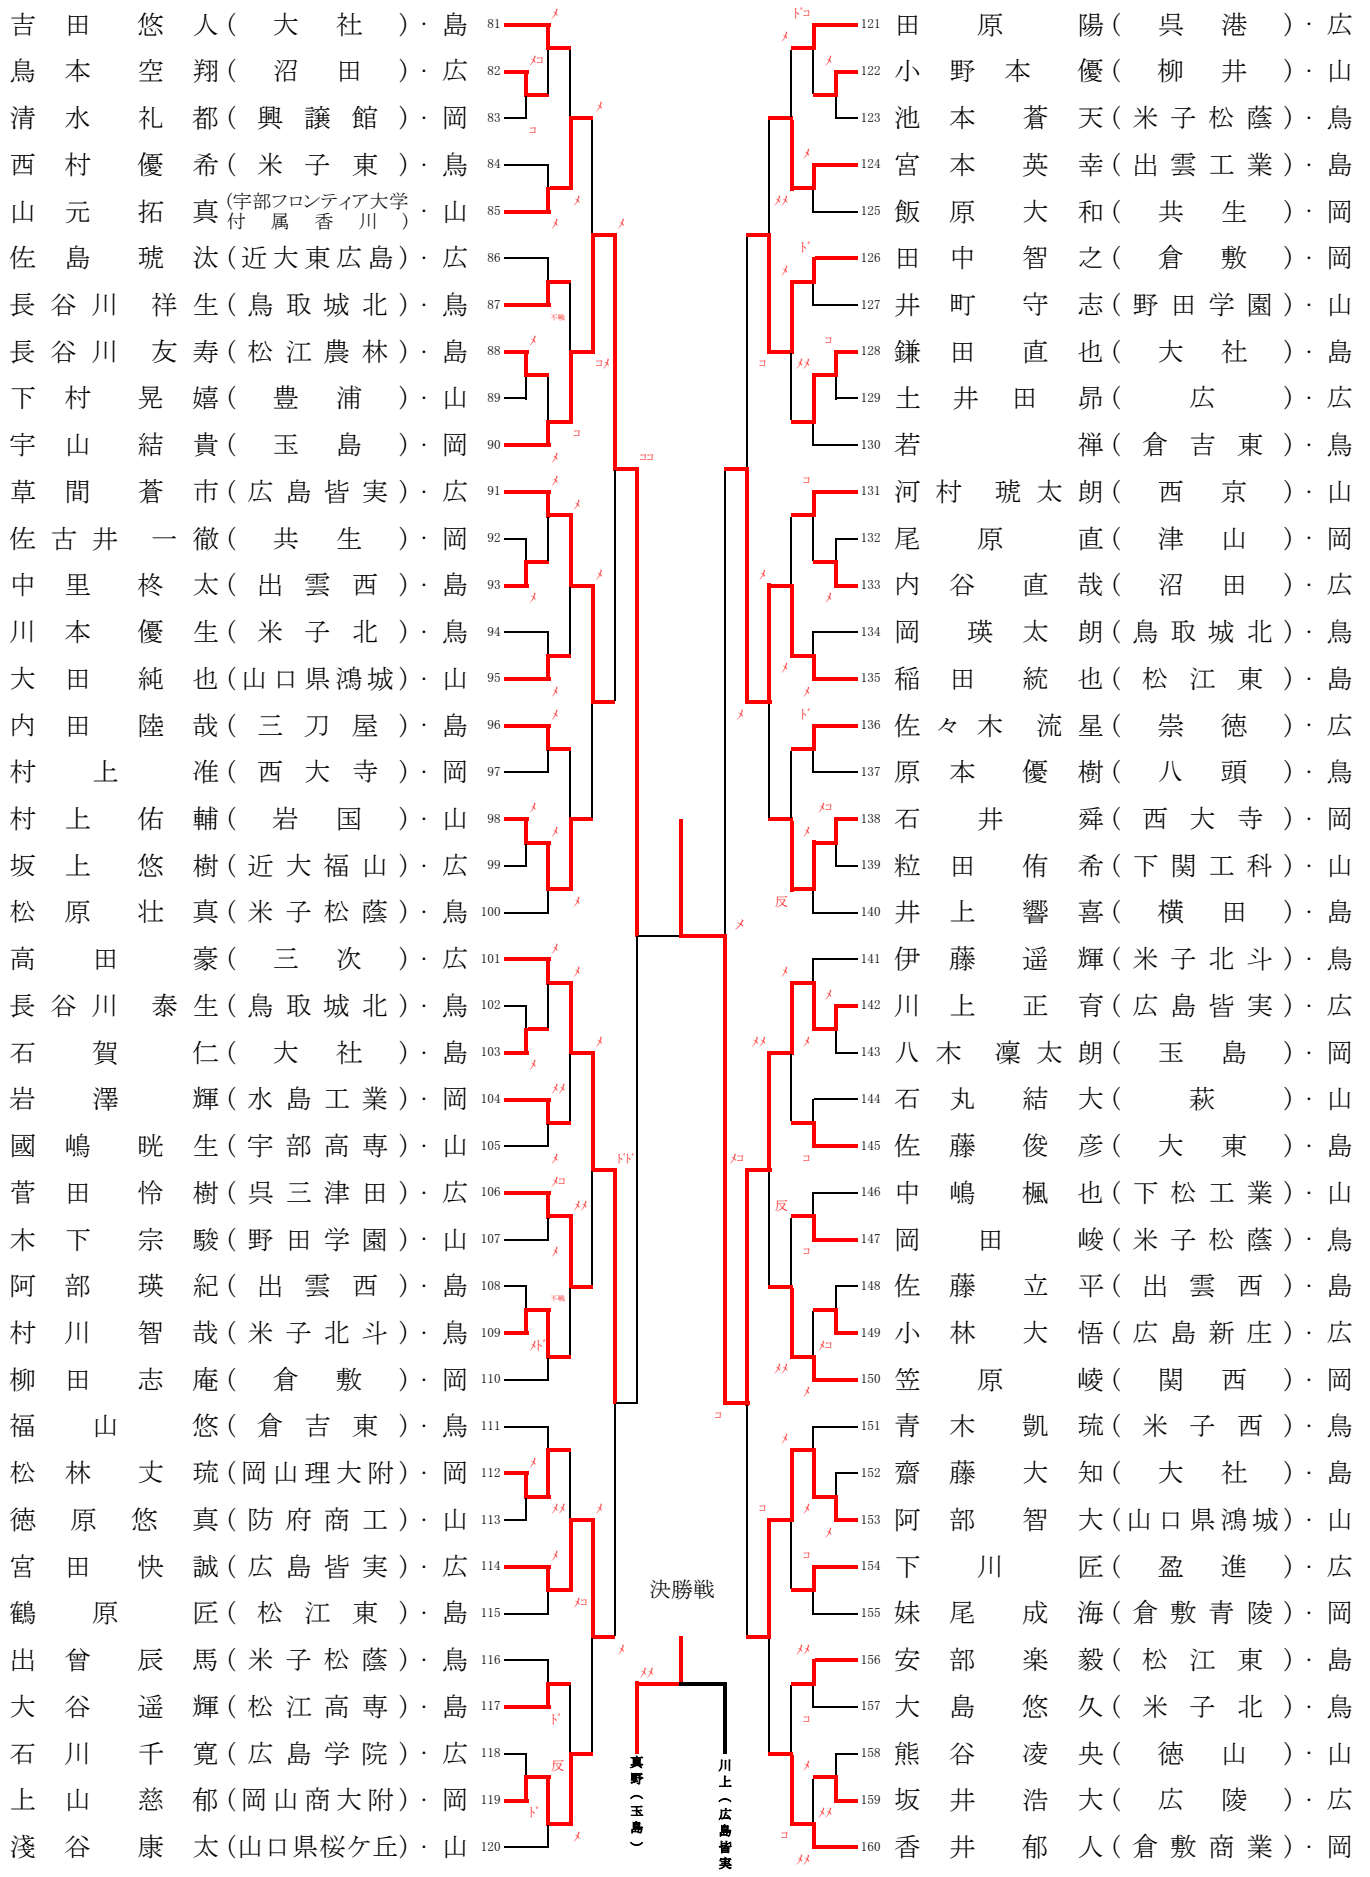 吉田悠人(大社)・島 81
鳥本空翔(沼田)・広 82
清水礼都(興譲館)・岡 83
西村優希(米子東)・鳥 84
山元拓真(宇部フロンティア大学付属香川)・山 85
佐島琥汰(近大東広島)・広 86
長谷川祥生(鳥取城北)・鳥 87
長谷川友寿(松江農林)・島 88
下村晃嬉(豊浦)・山 89
宇山結貴(玉島)・岡 90
草間蒼市(広島皆実)・広 91
佐古井一徹(共生)・岡 92
中里柊太(出雲西)・島 93
川本優生(米子北)・鳥 94
大田純也(山口県鴻城)・山 95
内田陸哉(三刀屋)・島 96
村上准(西大寺)・岡 97
村上佑輔(岩国)・山 98
坂上悠樹(近大福山)・広 99
松原壮真(米子松蔭)・鳥 100
高田豪(三次)・広 101
長谷川泰生(鳥取城北)・鳥 102
石賀仁(大社)・島 103
岩澤輝(水島工業)・岡 104
國嶋晄生(宇部高専)・山 105
菅田怜樹(呉三津田)・広 106
木下宗駿(野田学園)・山 107
阿部瑛紀(出雲西)・島 108
村川智哉(米子北斗)・鳥 109
柳田志庵(倉敷)・岡 110
福山悠(倉吉東)・鳥 111
松林丈琉(岡山理大附)・岡 112
徳原悠真(防府商工)・山 113
宮田快誠(広島皆実)・広 114
鶴原匠(松江東)・島 115
出曾辰馬(米子松蔭)・鳥 116
大谷遥輝(松江高専)・島 117
石川千寛(広島学院)・広 118
上山慈郁(岡山商大附)・岡 119
淺谷康太(山口県桜ケ丘)・山 120
121 田原陽(呉港)・広
122 小野本優(柳井)・山
123 池本蒼天(米子松蔭)・鳥
124 宮本英幸(出雲工業)・島
125 飯原大和(共生)・岡
126 田中智之(倉敷)・岡
127 井町守志(野田学園)・山
128 鎌田直也(大社)・島
129 土井田昴(広)・広
130 若禅(倉吉東)・鳥
131 河村琥太朗(西京)・山
132 尾原直(津山)・岡
133 内谷直哉(沼田)・広
134 岡瑛太朗(鳥取城北)・鳥
135 稲田統也(松江東)・島
136 佐々木流星(崇徳)・広
137 原本優樹(八頭)・鳥
138 石井舜(西大寺)・岡
139 粒田侑希(下関工科)・山
140 井上響喜(横田)・島
141 伊藤遥輝(米子北斗)・鳥
142 川上正育(広島皆実)・広
143 八木凜太朗(玉島)・岡
144 石丸結大(萩)・山
145 佐藤俊彦(大東)・島
146 中嶋楓也(下松工業)・山
147 岡田峻(米子松蔭)・鳥
148 佐藤立平(出雲西)・島
149 小林大悟(広島新庄)・広
150 笠原崚(関西)・岡
151 青木凱琉(米子西)・鳥
152 齋藤大知(大社)・島
153 阿部智大(山口県鴻城)・山
154 下川匠(盈進)・広
155 妹尾成海(倉敷青陵)・岡
156 安部楽毅(松江東)・島
157 大島悠久(米子北)・鳥
158 熊谷凌央(徳山)・山
159 坂井浩大(広陵)・広
160 香井郁人(倉敷商業)・岡
決勝戦
メメ
真野(玉島)
川上(広島皆実